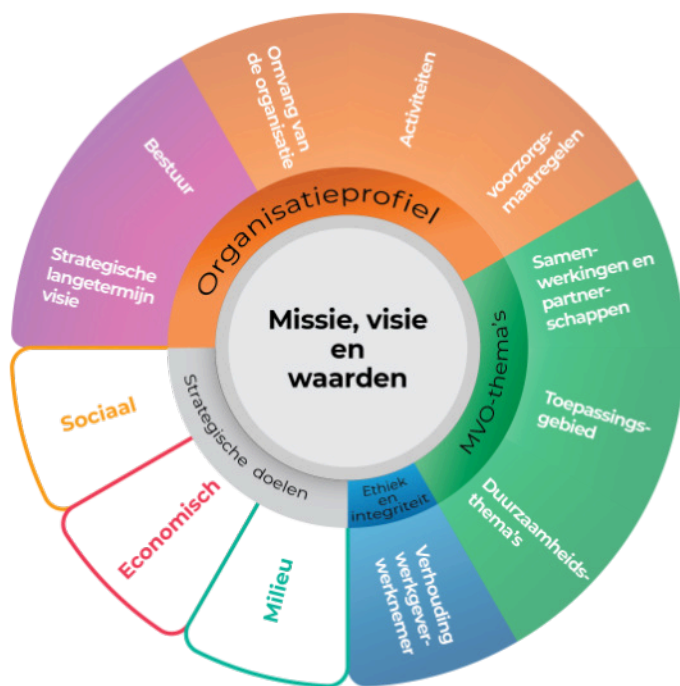 Missie, visie
en
waarden
Organisatieprofiel
MVO-thema's
Ethiek
en
integriteit
Strategische doelen
Omvang van
de organisatie
Activiteiten
voorzorgs-
maatregelen
Samen-
werkingen en
partner-
schappen
Toepassings-
gebied
Duurzaamheids-
thema's
Verhouding
werkgever-
werknemer
Milieu
Economisch
Sociaal
Strategische
langetermijn
visie
Bestuur